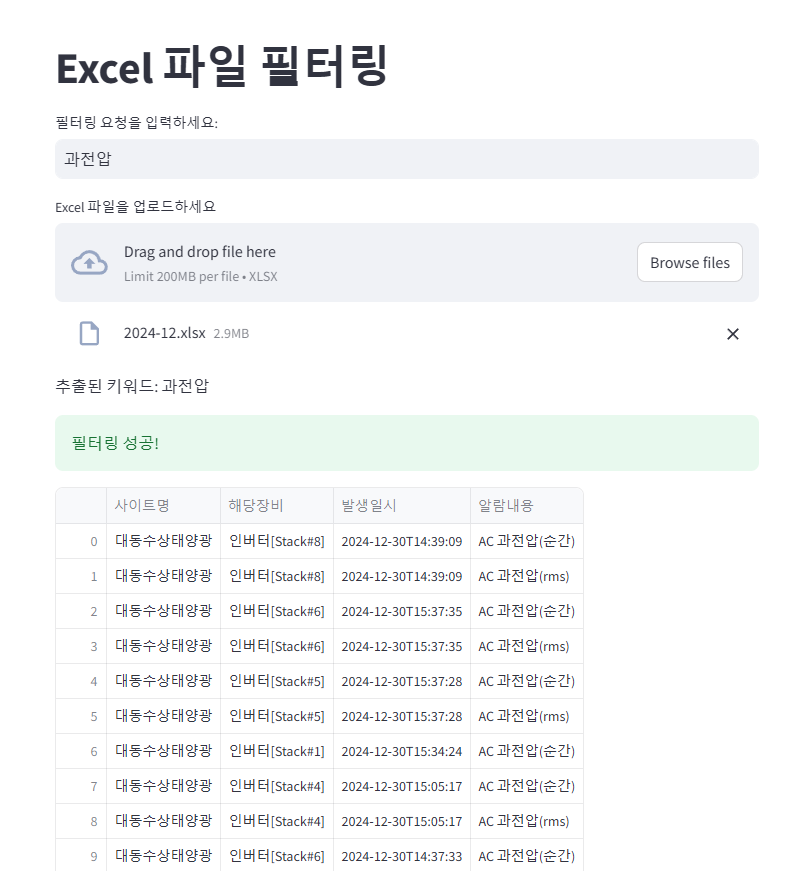 Excel 파일 필터링
필터링 요청을 입력하세요:
과전압
Excel 파일을 업로드하세요
Drag and drop file here
Limit 200MB per file • XLSX
Browse files
2024-12.xlsx 2.9MB
추출된 키워드: 과전압
필터링 성공!
사이트명 해당장비 발생일시 알람내용
0 대동수상태양광 인버터[Stack#8] 2024-12-30T14:39:09 AC 과전압(순간)
1 대동수상태양광 인버터[Stack#8] 2024-12-30T14:39:09 AC 과전압(rms)
2 대동수상태양광 인버터[Stack#6] 2024-12-30T15:37:35 AC 과전압(순간)
3 대동수상태양광 인버터[Stack#6] 2024-12-30T15:37:35 AC 과전압(rms)
4 대동수상태양광 인버터[Stack#5] 2024-12-30T15:37:28 AC 과전압(순간)
5 대동수상태양광 인버터[Stack#5] 2024-12-30T15:37:28 AC 과전압(rms)
6 대동수상태양광 인버터[Stack#1] 2024-12-30T15:34:24 AC 과전압(순간)
7 대동수상태양광 인버터[Stack#4] 2024-12-30T15:05:17 AC 과전압(순간)
8 대동수상태양광 인버터[Stack#4] 2024-12-30T15:05:17 AC 과전압(rms)
9 대동수상태양광 인버터[Stack#6] 2024-12-30T14:37:33 AC 과전압(순간)